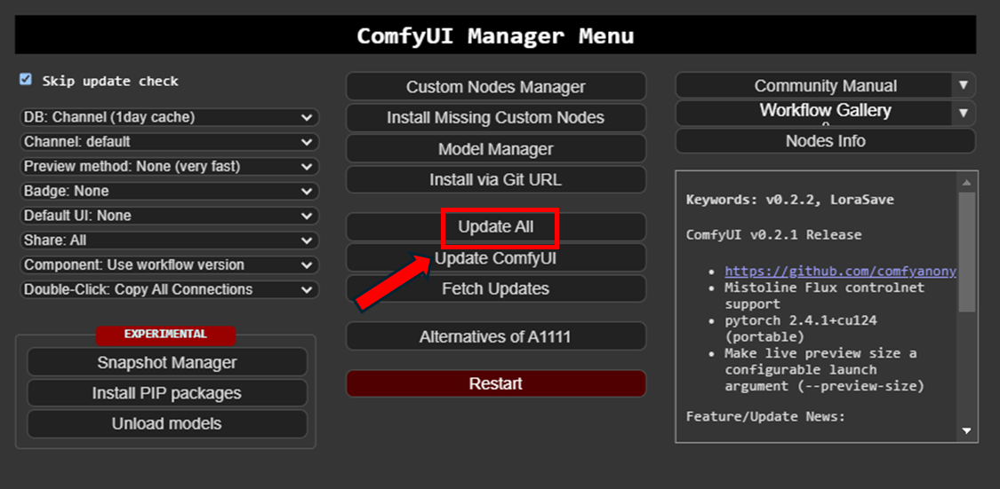 ComfyUI Manager Menu
Skip update check
DB: Channel (1day cache)
Channel: default
Preview method: None (very fast)
Badge: None
Default UI: None
Share: All
Component: Use workflow version
Double-Click: Copy All Connections
EXPERIMENTAL
Snapshot Manager
Install PIP packages
Unload models
Custom Nodes Manager
Install Missing Custom Nodes
Model Manager
Install via Git URL
Update All
Update ComfyUI
Fetch Updates
Alternatives of A1111
Restart
Community Manual
Workflow Gallery
Nodes Info
Keywords: v0.2.2, LoraSave
ComfyUI v0.2.1 Release
https://github.com/comfyanony
Mistoline Flux controlnet
support
pytorch 2.4.1+cu124
(portable)
Make live preview size a
configurable launch
argument (--preview-size)
Feature/Update News: